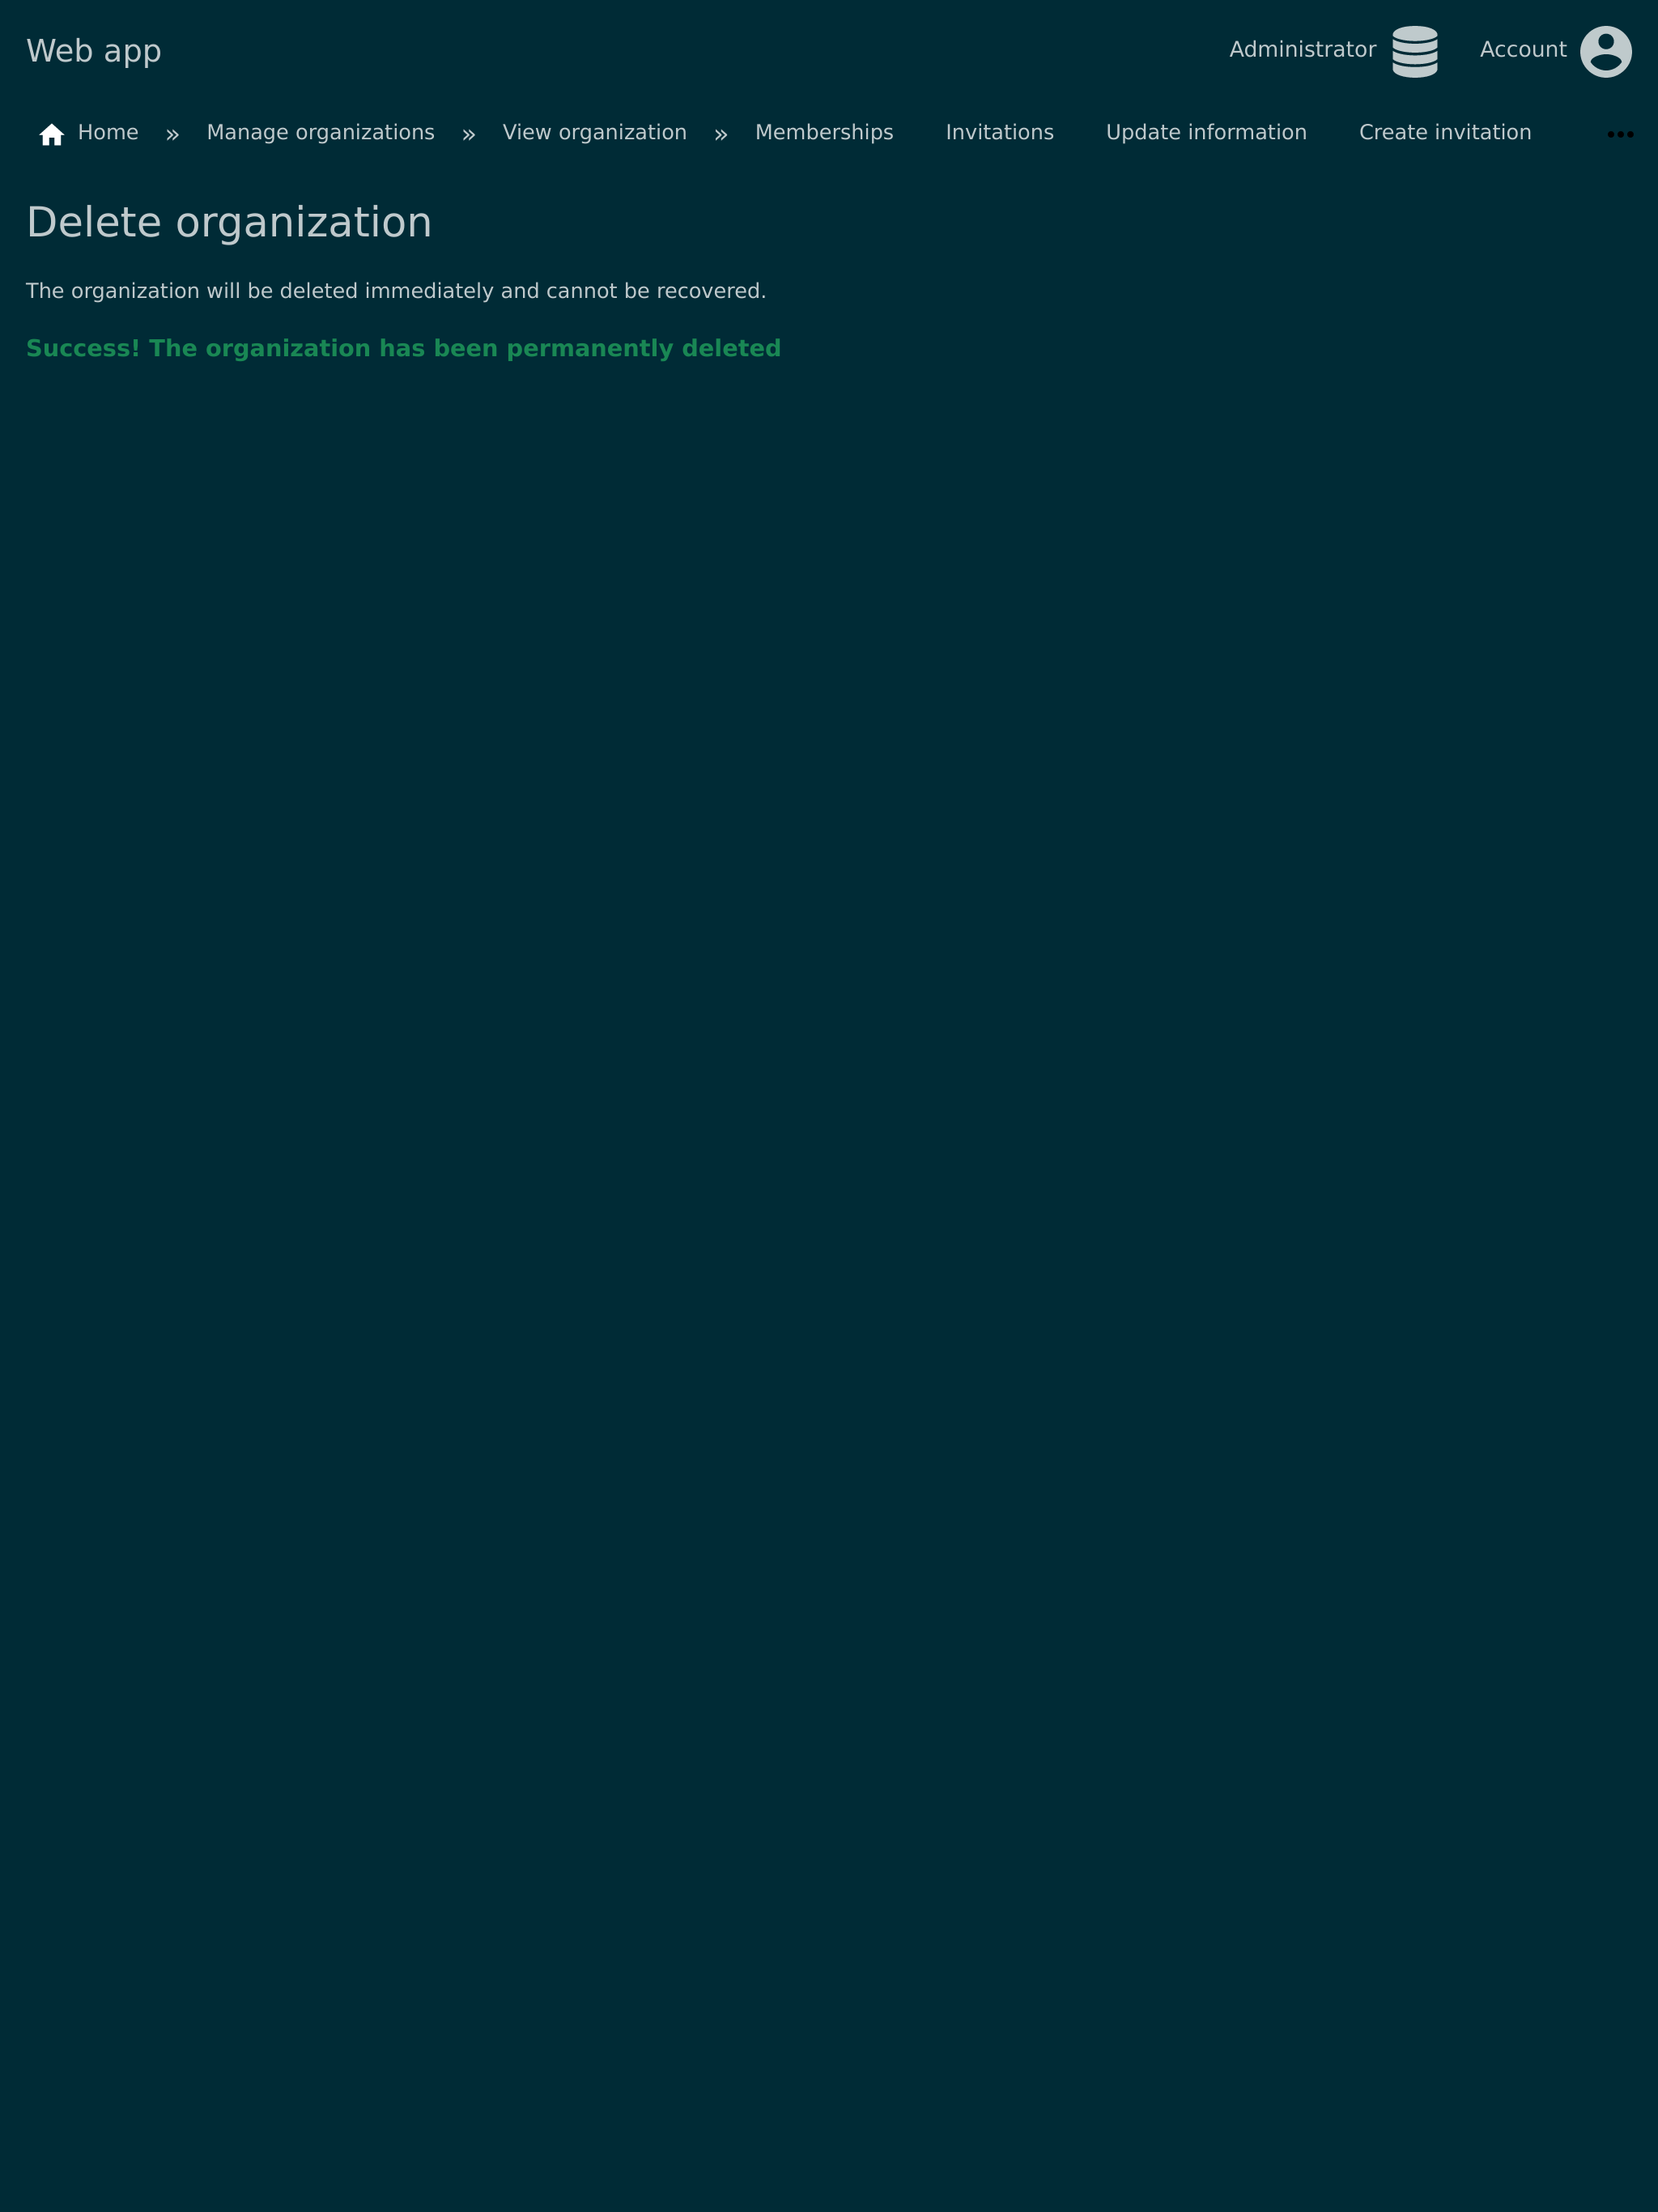 Web app
Administrator
Account
Home » Manage organizations » View organization » Memberships Invitations Update information Create invitation
Delete organization
The organization will be deleted immediately and cannot be recovered.
Success! The organization has been permanently deleted